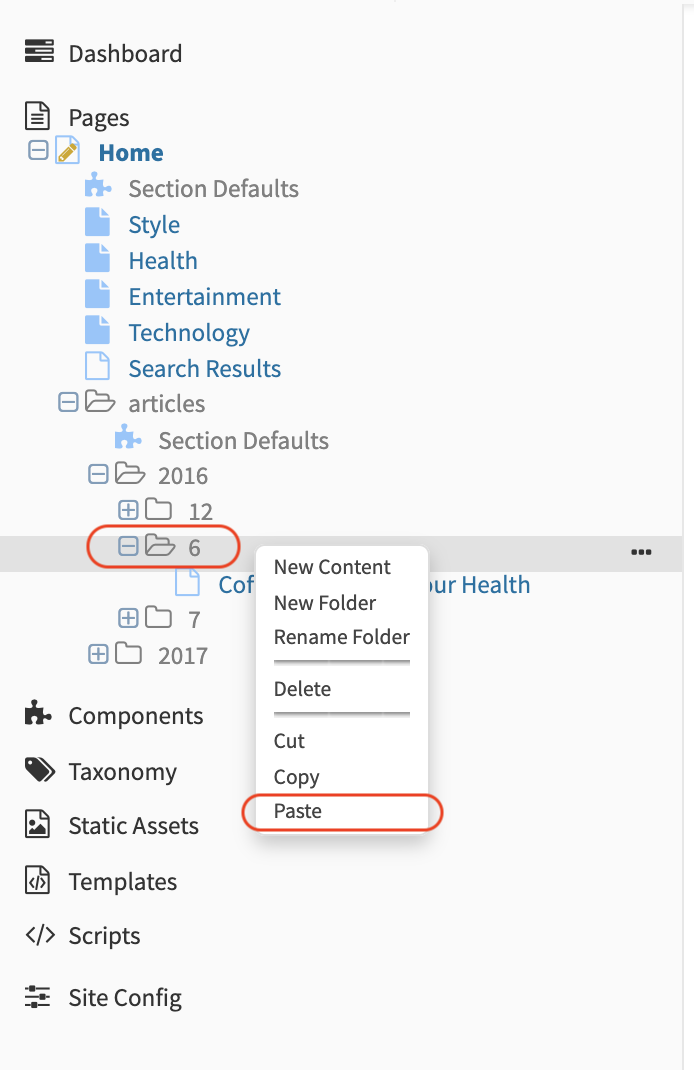 Dashboard
Pages
Home
Section Defaults
Style
Health
Entertainment
Technology
Search Results
articles
Section Defaults
2016
12
6
New Content
Cof our Health
New Folder
Rename Folder
7
2017
Delete
Components
Cut
Taxonomy
Copy
Paste
Static Assets
Templates
Scripts
Site Config